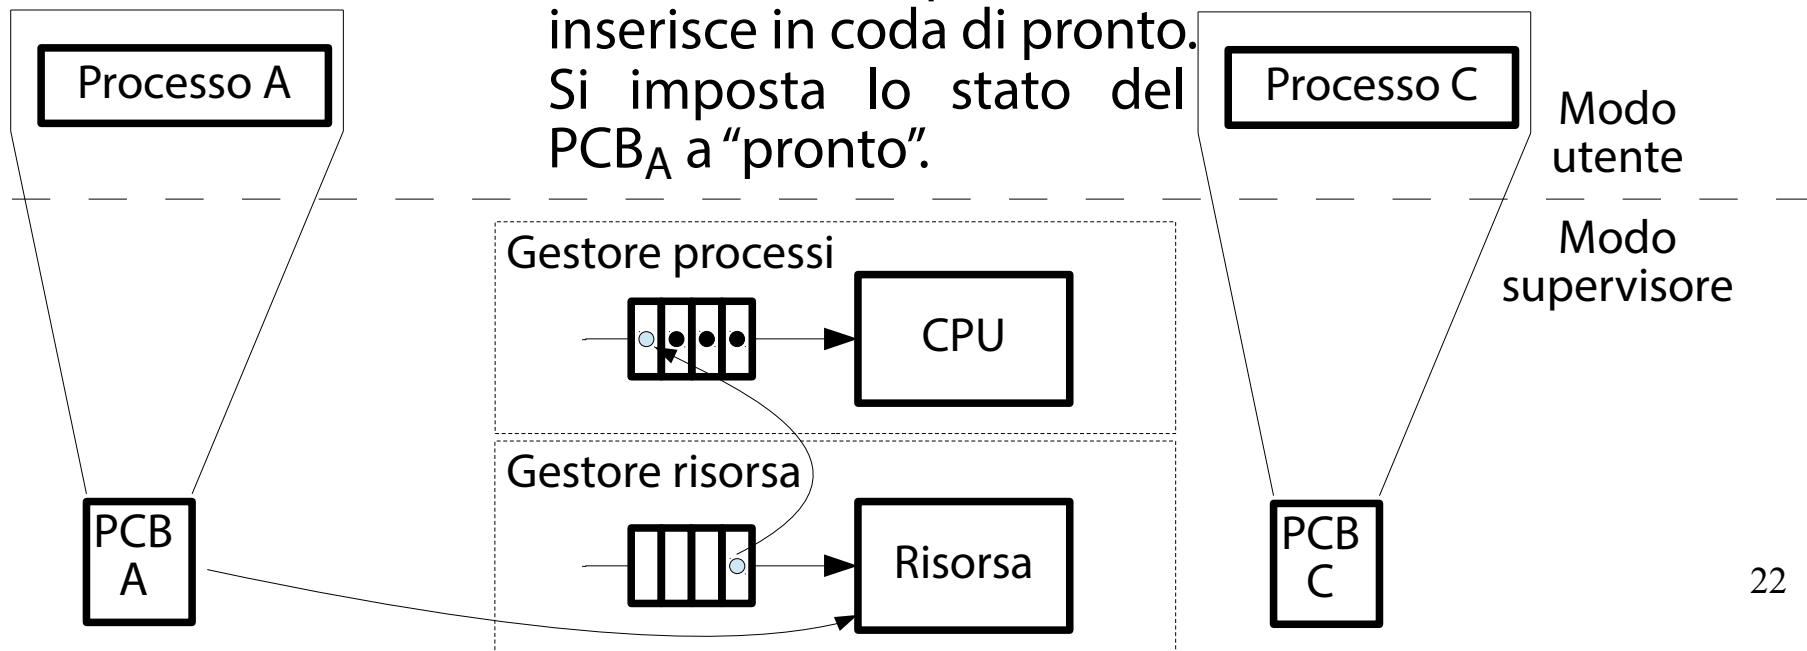 inserisce in coda di pronto.
Si imposta lo stato del
PCBA a “pronto”.
Processo A
Processo C
Modo
utente
Modo
supervisore
Gestore processi
CPU
Gestore risorsa
Risorsa
PCB
A
PCB
C
22